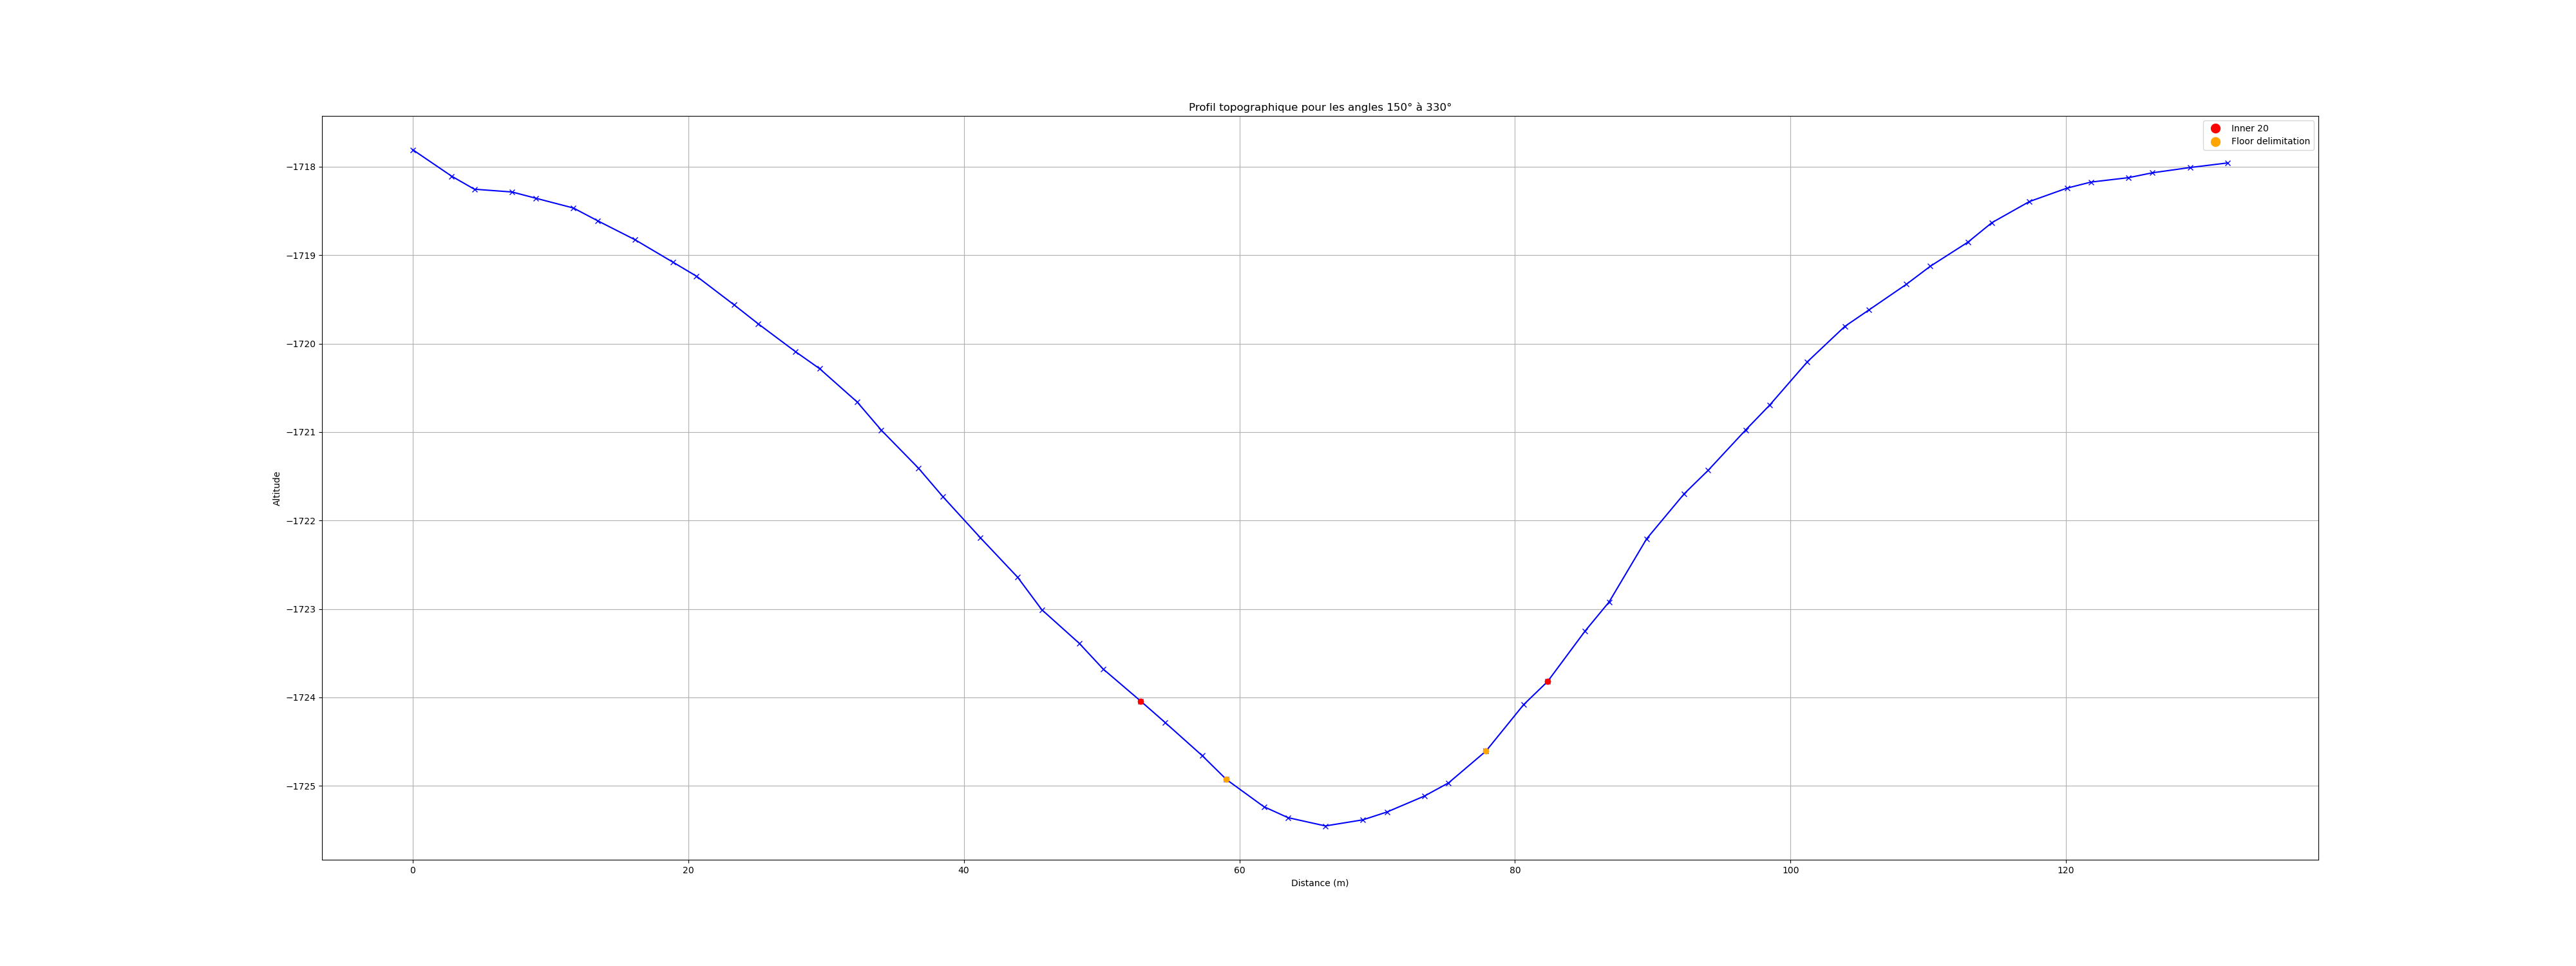 Profil topographique pour les angles 150° à 330°
Inner 20
Floor delimitation
−1718
−1719
−1720
−1721
−1722
−1723
−1724
−1725
Altitude
0 20 40 60 80 100 120
Distance (m)